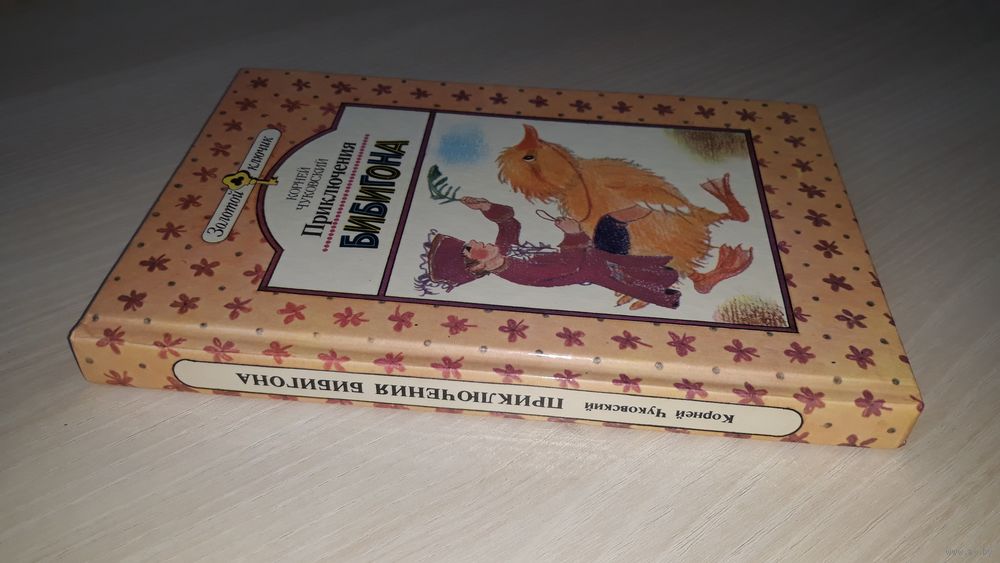 Золотой ключик
КОРНЕЙ
ЧУКОВСКИЙ
Приключения
БИБИГОНА
Корней Чуковский ПРИКЛЮЧЕНИЯ БИБИГОНА